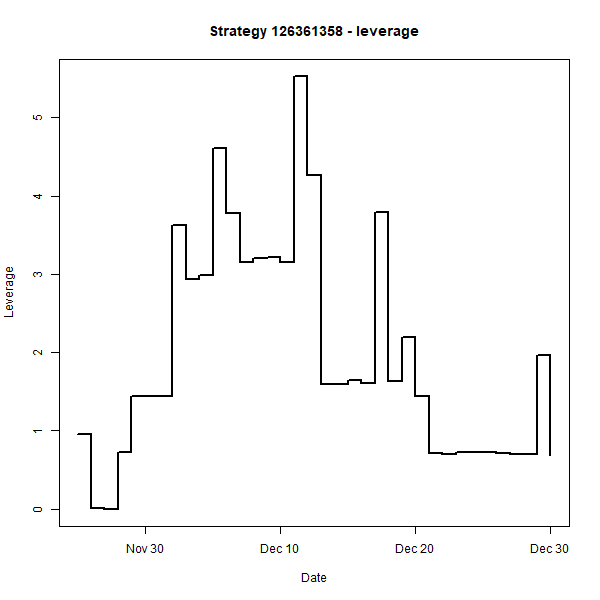 Strategy 126361358 - leverage
5
4
3
2
1
0
Leverage
Nov 30
Dec 10
Dec 20
Dec 30
Date